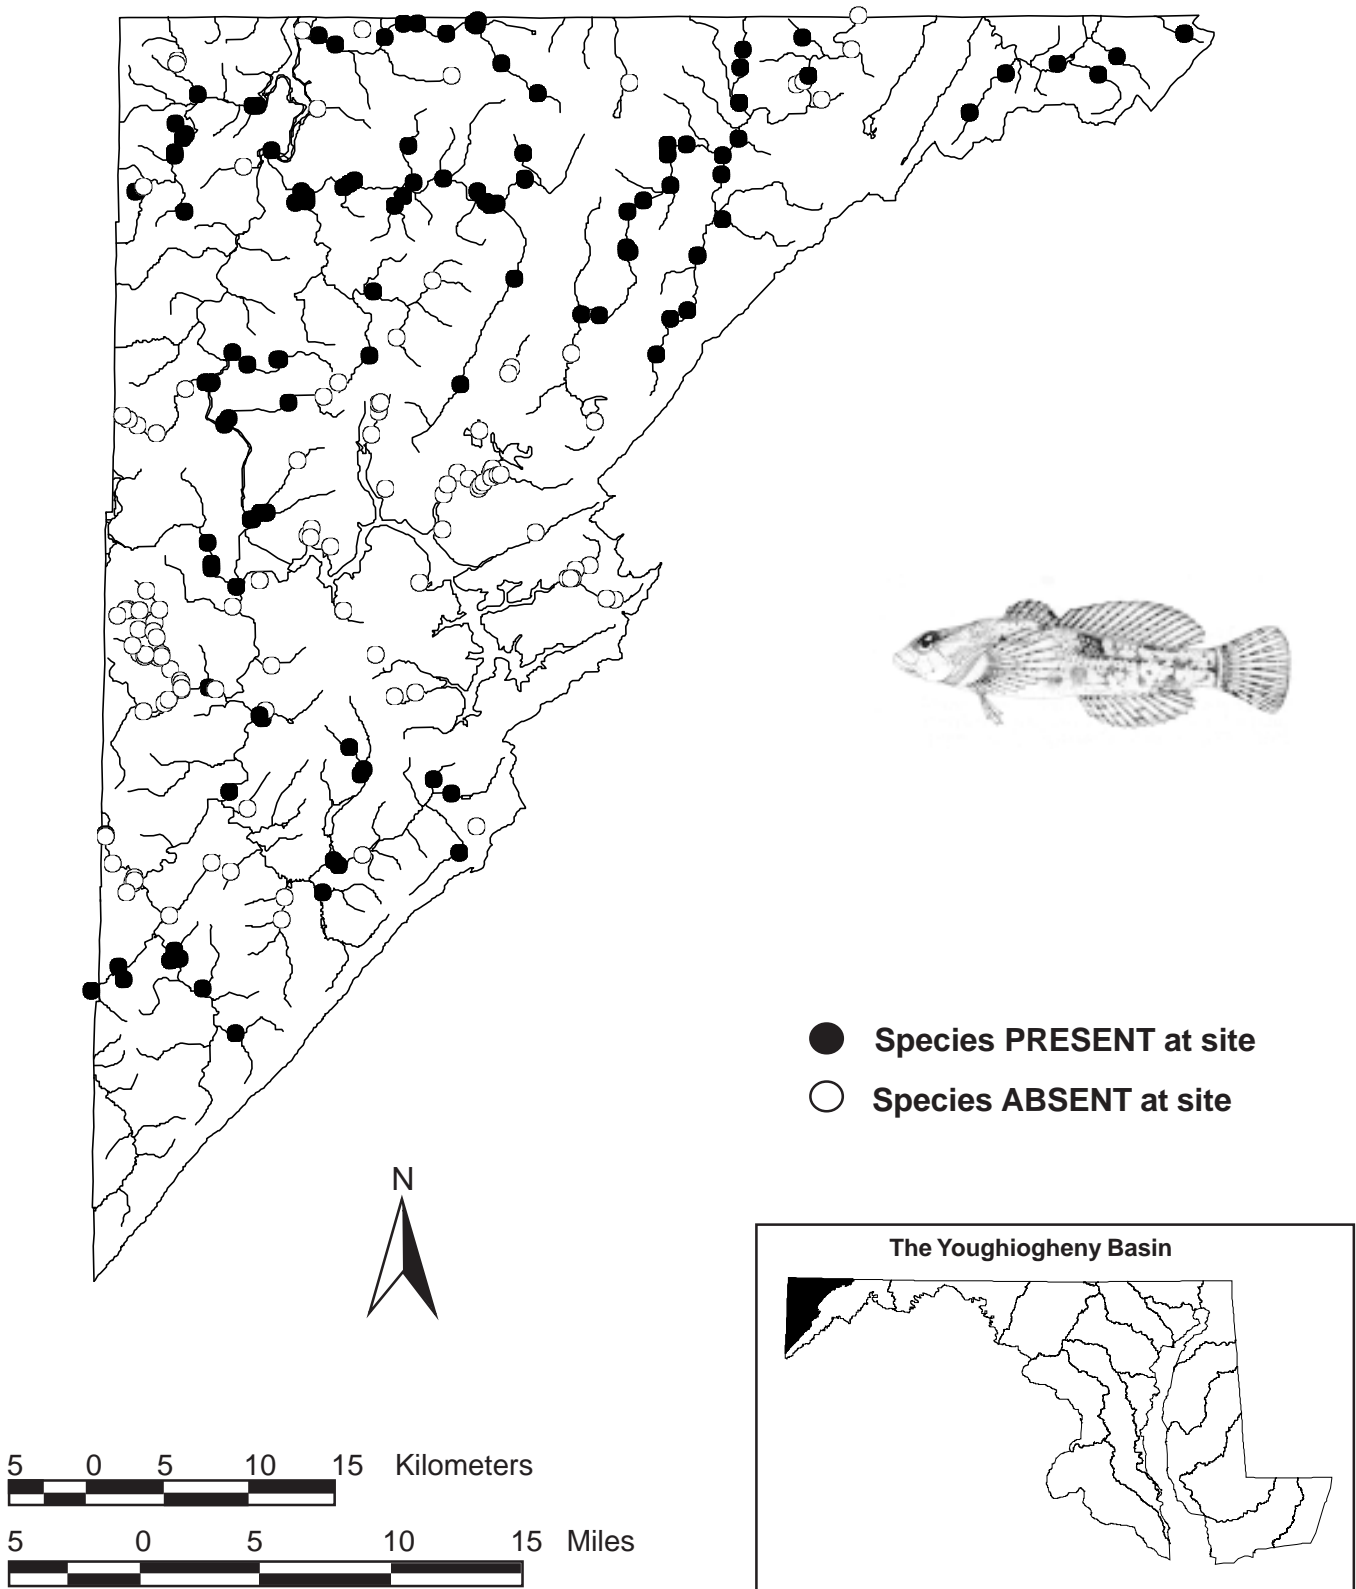 Species PRESENT at site
Species ABSENT at site
N
The Youghiogheny Basin
5 0 5 10 15 Kilometers
5 0 5 10 15 Miles